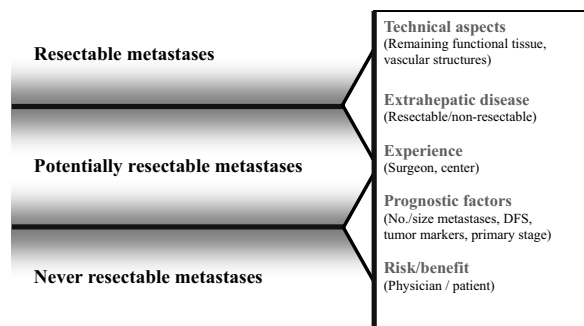 Resectable metastases
Potentially resectable metastases
Never resectable metastases
Technical aspects
(Remaining functional tissue,
vascular structures)
Extrahepatic disease
(Resectable/non-resectable)
Experience
(Surgeon, center)
Prognostic factors
(No./size metastases, DFS,
tumor markers, primary stage)
Risk/benefit
(Physician / patient)